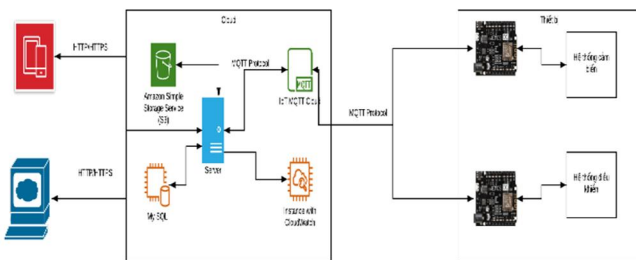 Cloud
Thiết bị
HTTP/HTTPS
MQTT Protocol
MQTT
Amazon Simple
Storage Service
(S3)
IoT MQTT Cloud
MQTT Protocol
Hệ thống cảm
biến
Server
HTTP/HTTPS
My SQL
Instance with
CloudWatch
Hệ thống điều
khiển